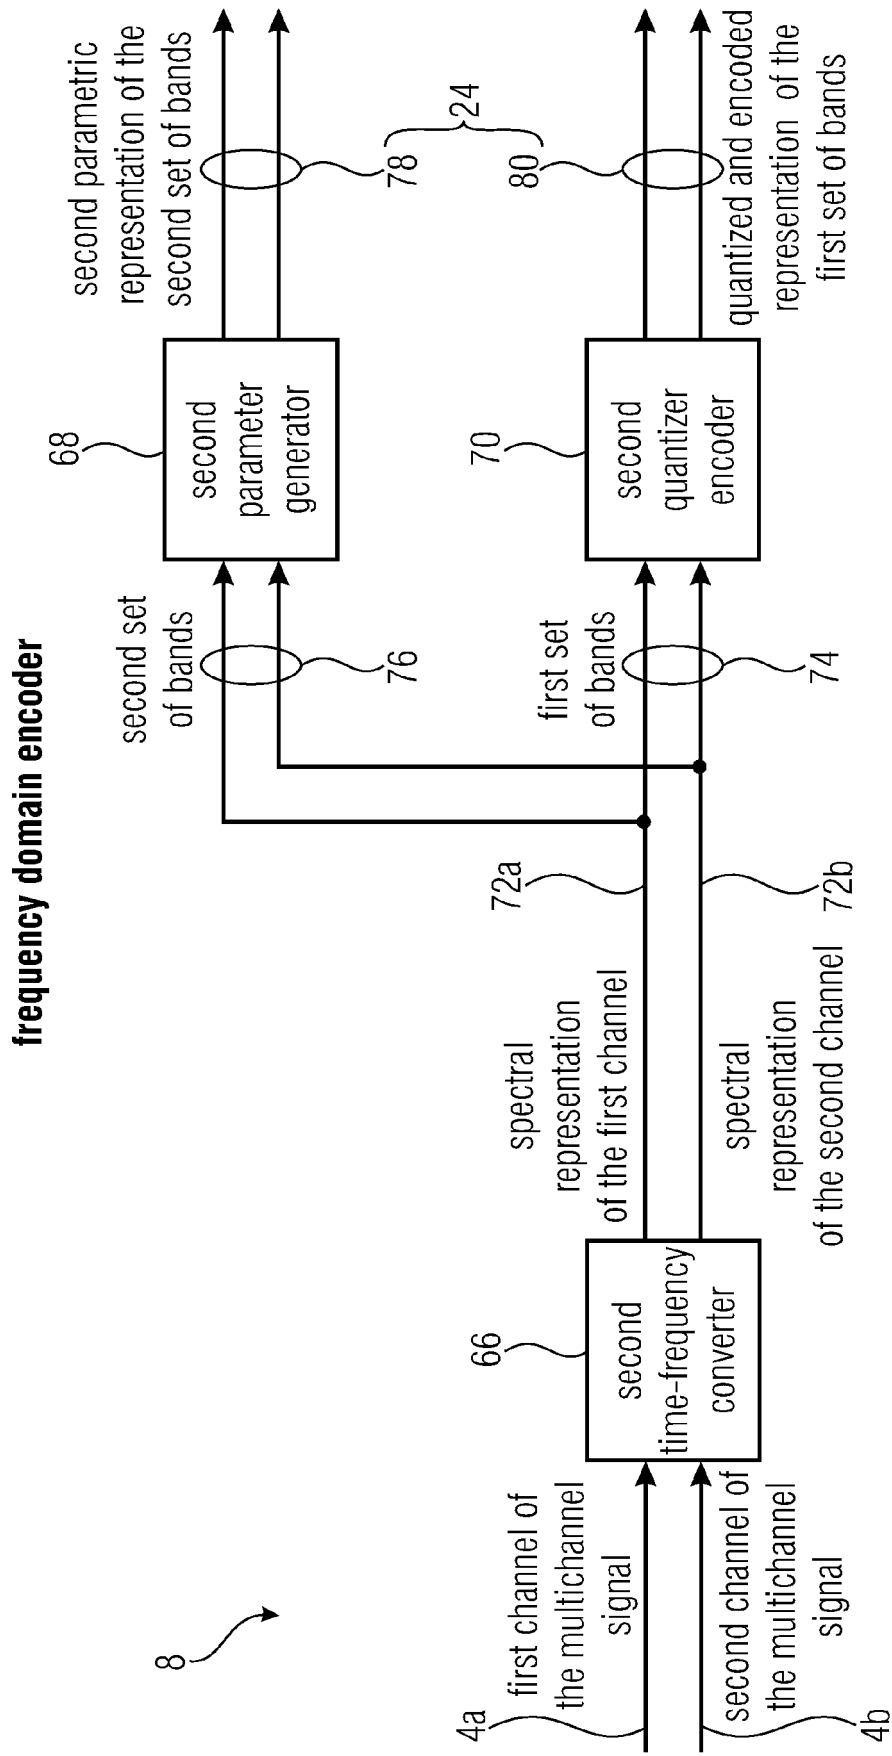 frequency domain encoder
8
4a
first channel of
the multichannel
signal
second channel of
the multichannel
signal
4b
66
second
time-frequency
converter
spectral
representation
of the first channel
spectral
representation
of the second channel
72a
72b
second set
of bands
76
first set
of bands
74
68
second
parameter
generator
70
second
quantizer
encoder
second parametric
representation of the
second set of bands
78
24
80
quantized and encoded
representation of the
first set of bands